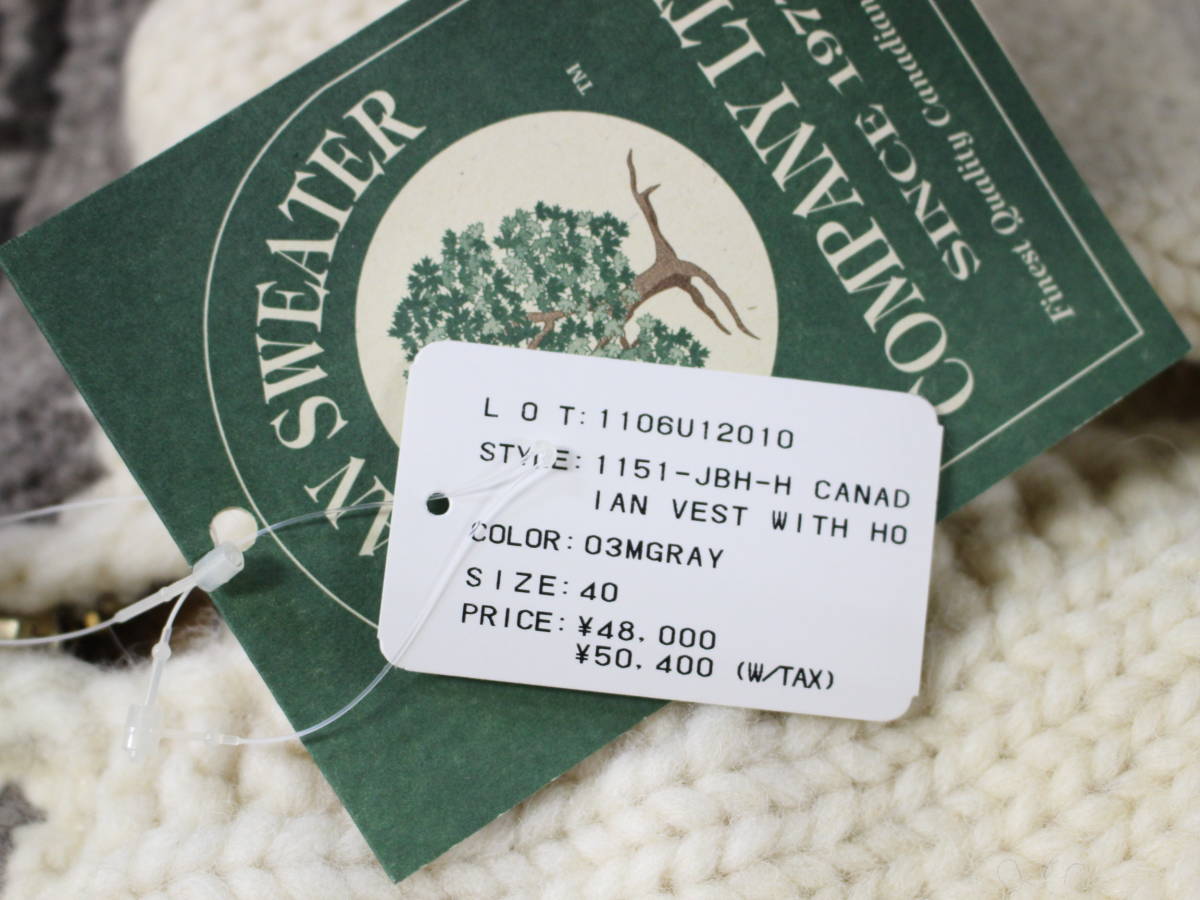 AN SWEATER
TM
COMPANY LT
SINCE 197
Finest Quality Canadian
L O T: 1106U12010
STYLE: 1151-JBH-H CANAD
IAN VEST WITH HO
COLOR: 03MGRAY
SIZE: 40
PRICE: ¥48,000
¥50,400 (W/TAX)